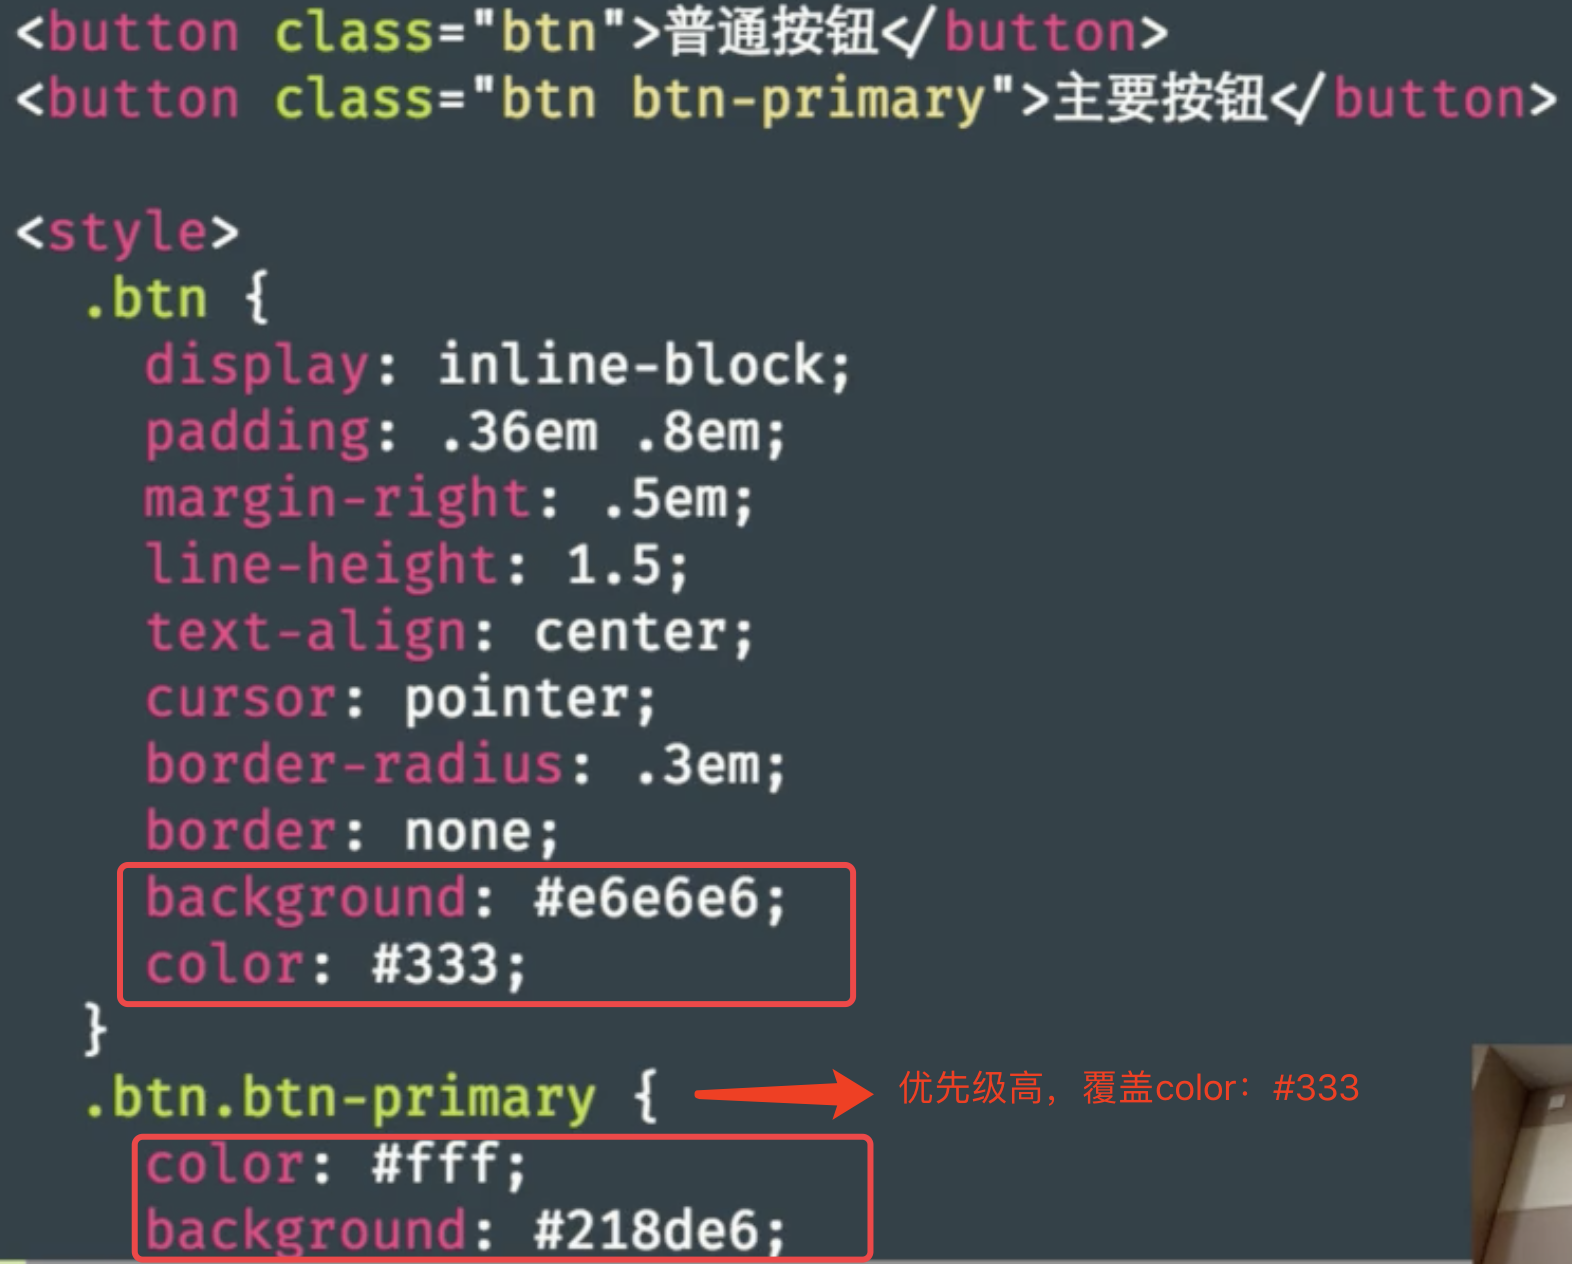 <button class="btn">普通按钮</button>
<button class="btn btn-primary">主要按钮</button>
<style>
.btn {
display: inline-block;
padding: .36em .8em;
margin-right: .5em;
line-height: 1.5;
text-align: center;
cursor: pointer;
border-radius: .3em;
border: none;
background: #e6e6e6;
color: #333;
}
.btn.btn-primary {
优先级高，覆盖color：#333
color: #fff;
background: #218de6;